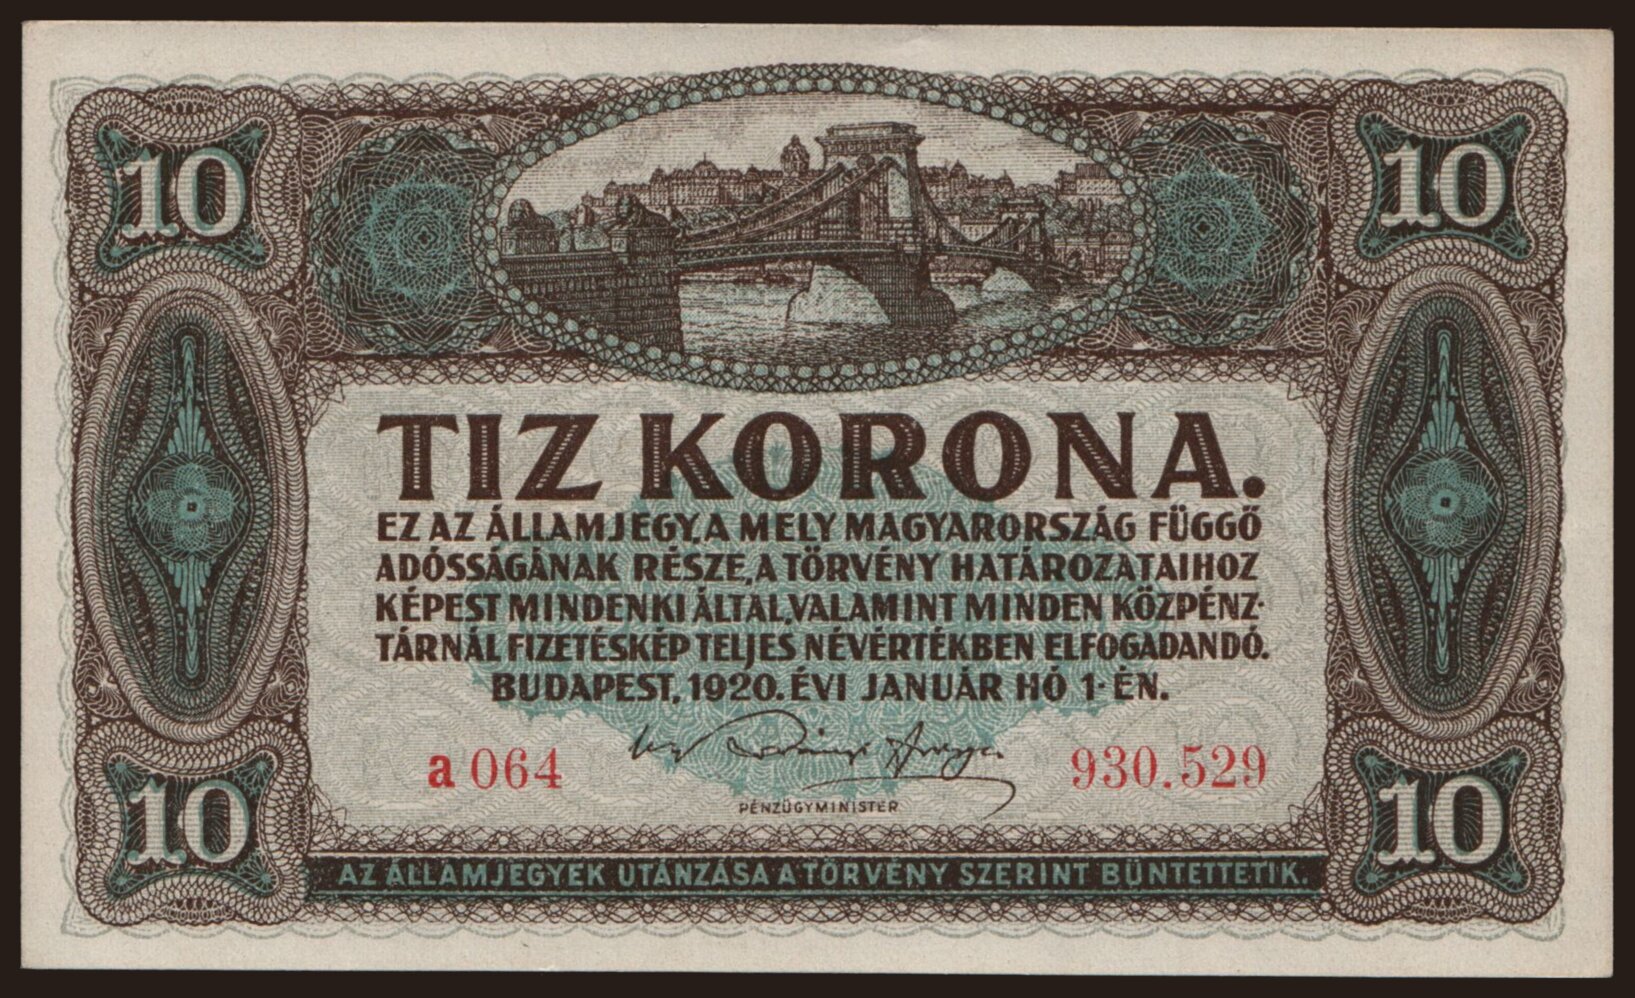 10 10
TIZ KORONA.
EZ AZ ÁLLAMJEGY, A MELY MAGYARORSZÁG FÜGGŐ
ADÓSSÁGÁNAK RÉSZE, A TÖRVÉNY HATÁROZATAIHOZ
KÉPEST MINDENKI ÁLTAL, VALAMINT MINDEN KÖZPÉNZ-
TÁRNÁL FIZETÉSKÉP TELJES NÉVÉRTÉKBEN ELFOGADANDÓ.
BUDAPEST, 1920. ÉVI JANUÁR HÓ 1-ÉN.
a 064 930.529
PÉNZÜGYMINISTER
10 10
AZ ÁLLAMJEGYEK UTÁNZÁSA A TÖRVÉNY SZERINT BÜNTETTETIK.